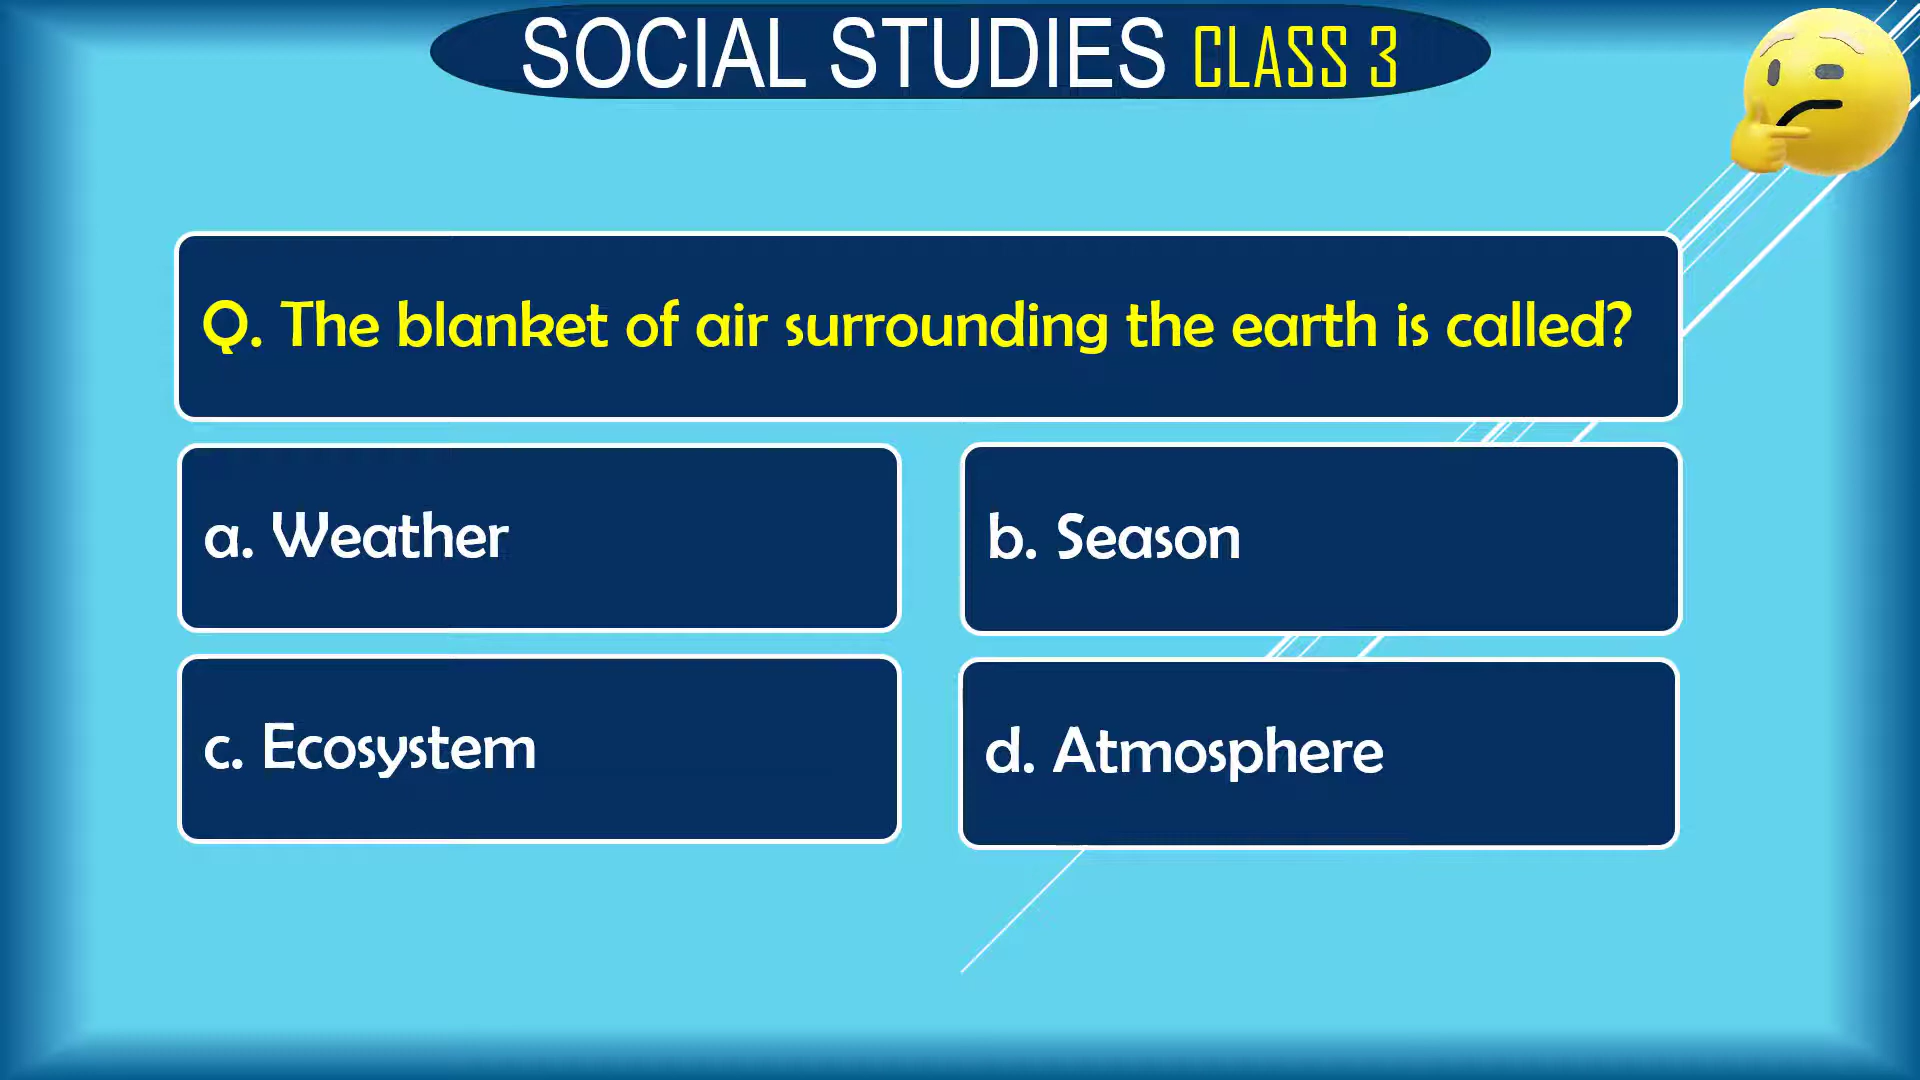 SOCIAL STUDIES CLASS 3
Q. The blanket of air surrounding the earth is called?
a. Weather
b. Season
c. Ecosystem
d. Atmosphere